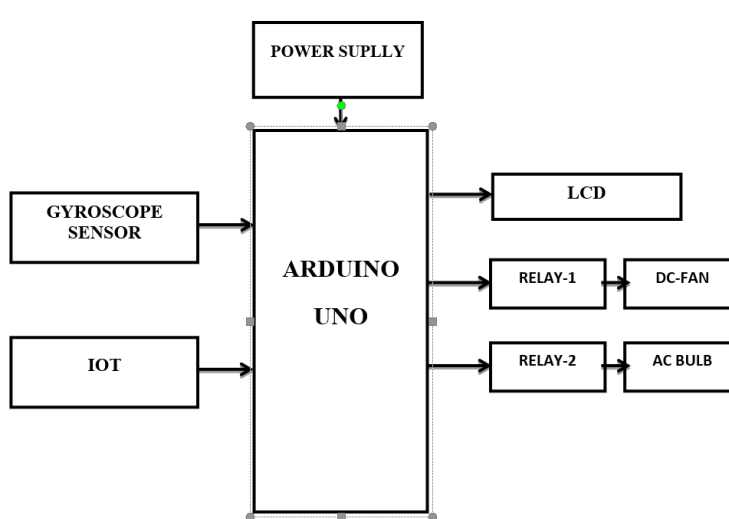 POWER SUPLLY
GYROSCOPE
SENSOR
IOT
ARDUINO
UNO
LCD
RELAY-1
DC-FAN
RELAY-2
AC BULB